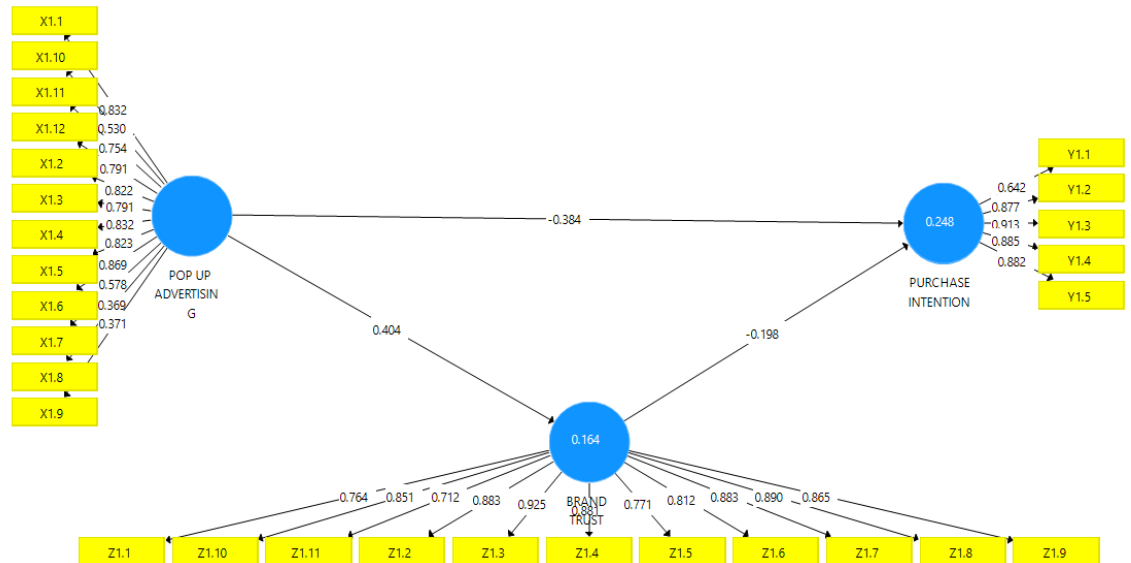 X1.1
X1.10
X1.11
X1.12
X1.2
X1.3
X1.4
X1.5
X1.6
X1.7
X1.8
X1.9
0.832
0.530
0.754
0.791
0.822
0.791
0.832
0.823
0.869
0.578
0.369
0.371
POP UP
ADVERTISIN
G
-0.384
0.404
-0.198
0.248
PURCHASE
INTENTION
0.642
0.877
0.913
0.885
0.882
Y1.1
Y1.2
Y1.3
Y1.4
Y1.5
0.164
BRAND
TRUST
0.764
0.851
0.712
0.883
0.925
0.881
0.771
0.812
0.883
0.890
0.865
Z1.1
Z1.10
Z1.11
Z1.2
Z1.3
Z1.4
Z1.5
Z1.6
Z1.7
Z1.8
Z1.9